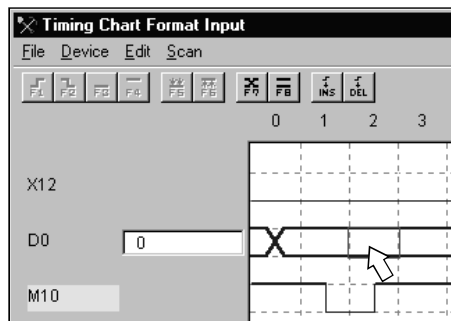 Timing Chart Format Input
File Device Edit Scan
F1 F2 F3 F4 F5 F6 F7 F8 INS DEL
0 1 2 3
X12
D0 0
M10